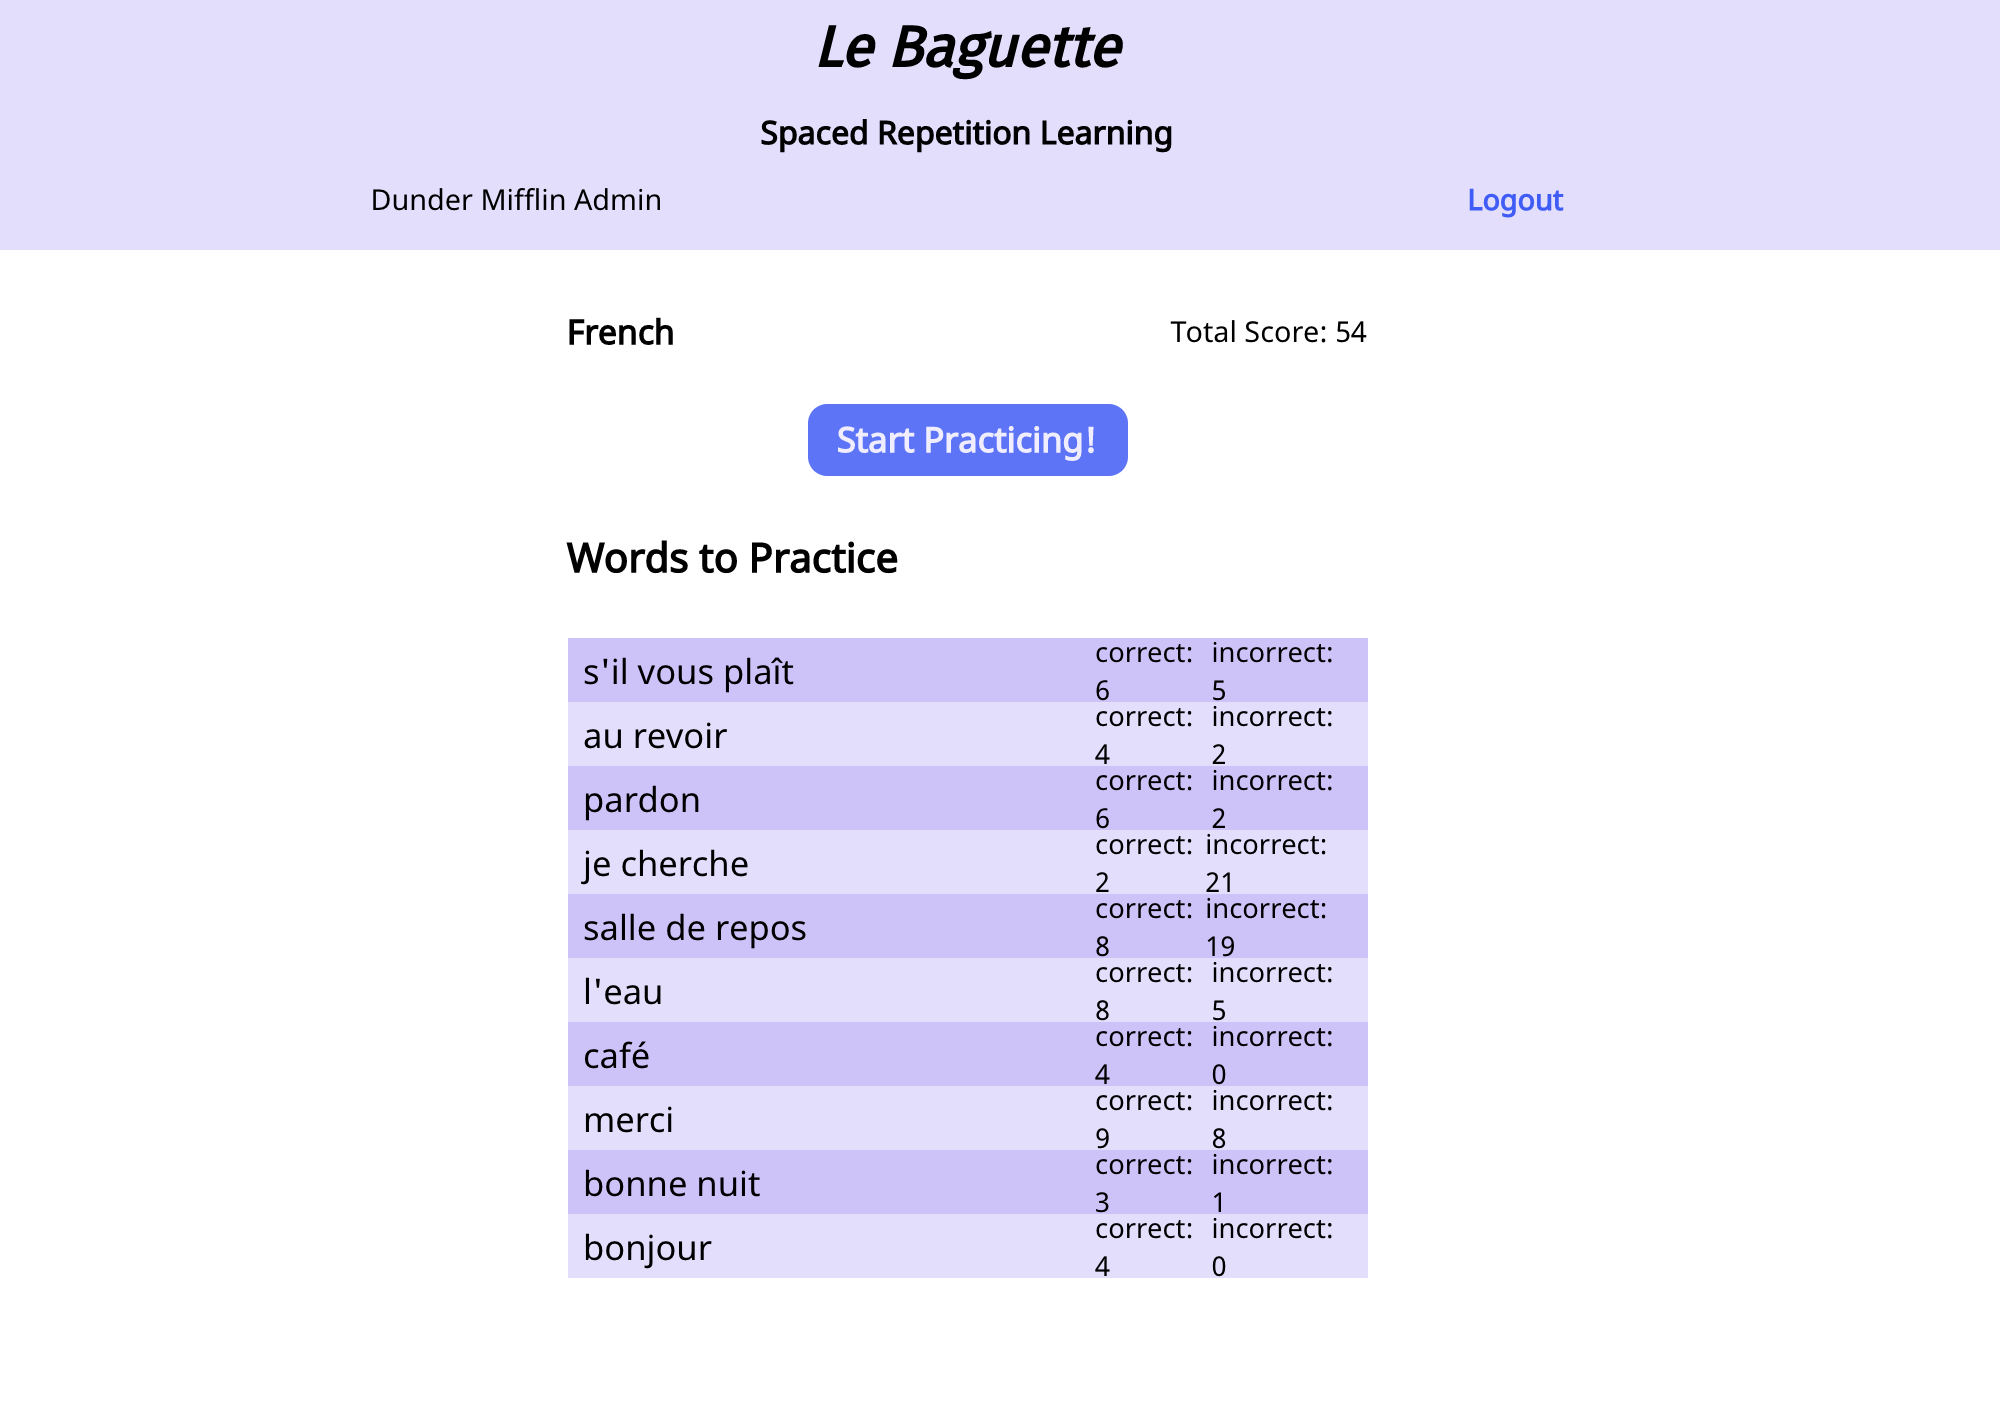 Le Baguette
Spaced Repetition Learning
Dunder Mifflin Admin Logout
French Total Score: 54
Start Practicing!
Words to Practice
s'il vous plaît correct: 6 incorrect: 5
au revoir correct: 4 incorrect: 2
pardon correct: 6 incorrect: 2
je cherche correct: 2 incorrect: 21
salle de repos correct: 8 incorrect: 19
l'eau correct: 8 incorrect: 5
café correct: 4 incorrect: 0
merci correct: 9 incorrect: 8
bonne nuit correct: 3 incorrect: 1
bonjour correct: 4 incorrect: 0